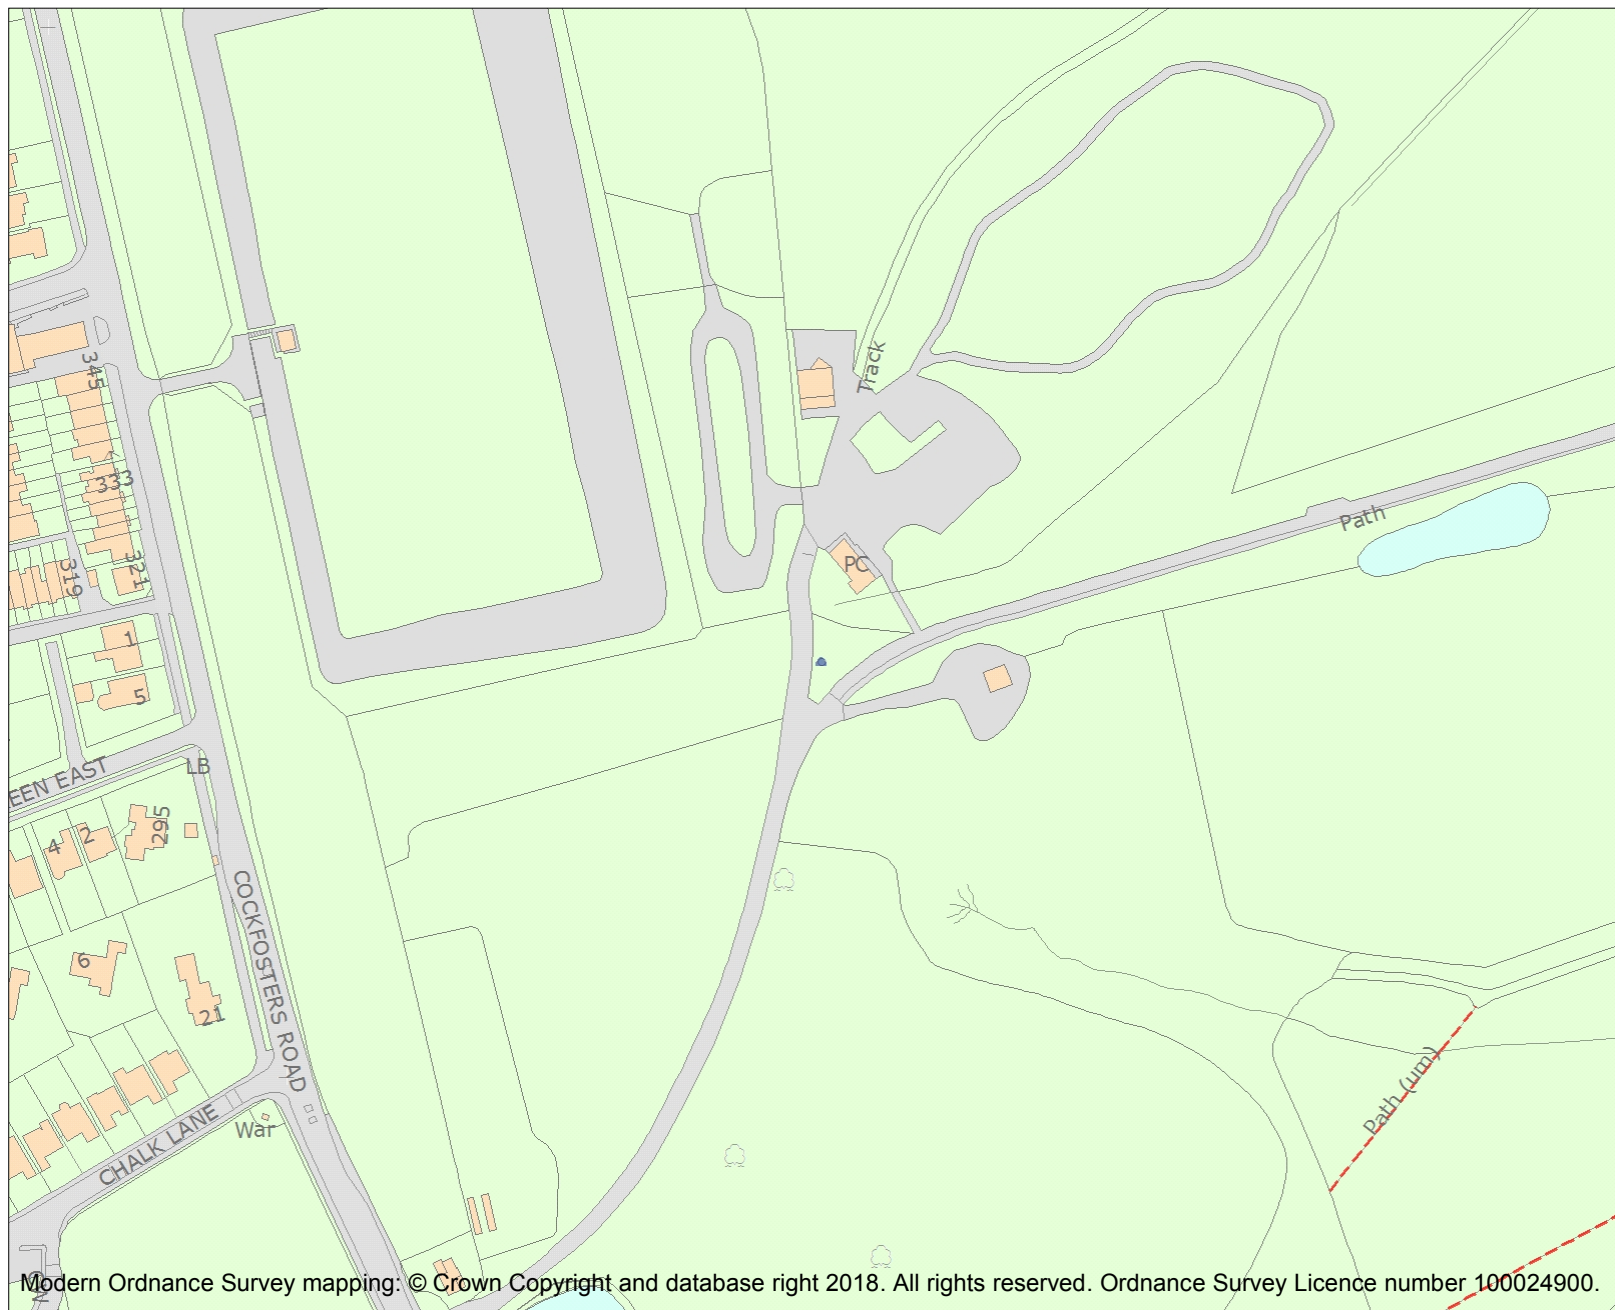 345
Track
333
Path
321
319
PC
1
5
EEN EAST
LB
295
2
4
COCKFOSTERS ROAD
6
21
Path (um)
CHALK LANE
War
Modern Ordnance Survey mapping: © Crown Copyright and database right 2018. All rights reserved. Ordnance Survey Licence number 100024900.